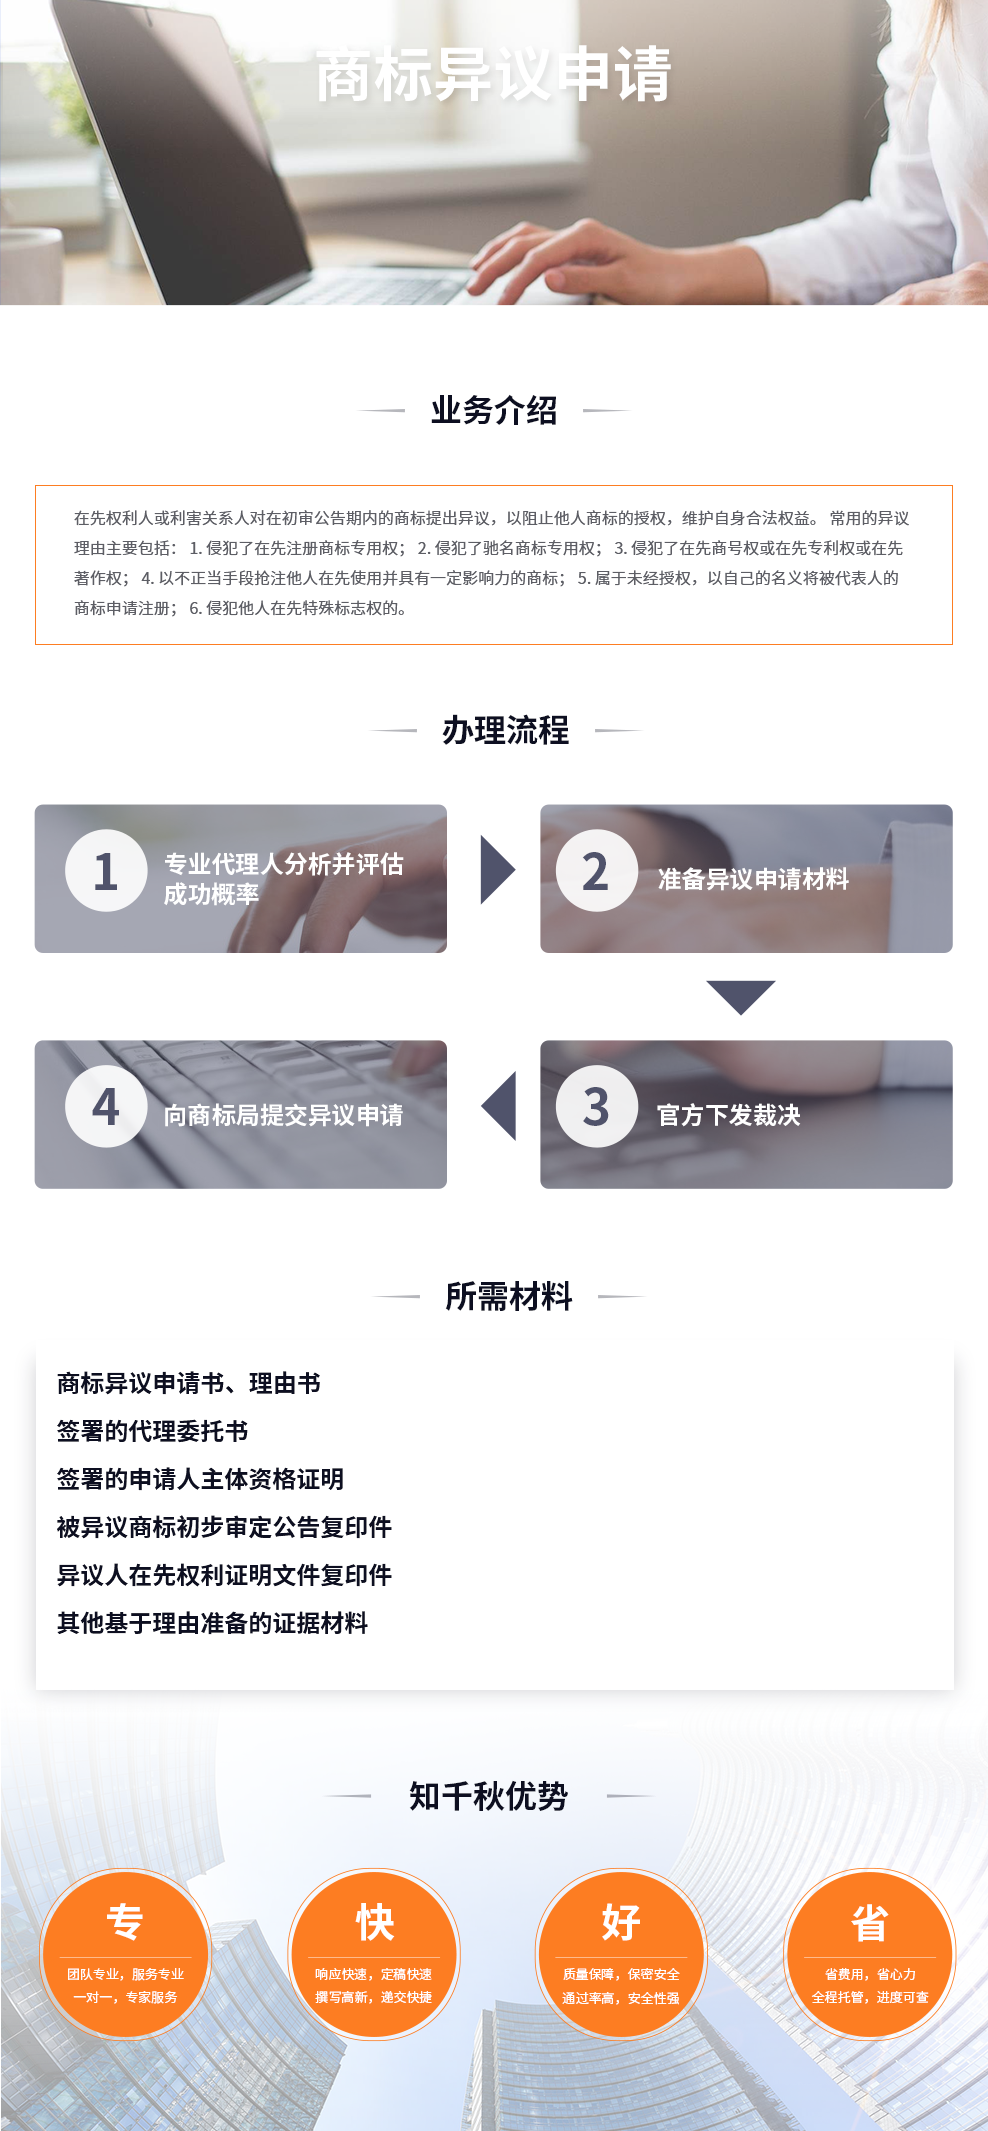 商标异议申请
业务介绍
在先权利人或利害关系人对在初审公告期内的商标提出异议，以阻止他人商标的授权，维护自身合法权益。 常用的异议
理由主要包括： 1. 侵犯了在先注册商标专用权； 2. 侵犯了驰名商标专用权； 3. 侵犯了在先商号权或在先专利权或在先
著作权； 4. 以不正当手段抢注他人在先使用并具有一定影响力的商标； 5. 属于未经授权，以自己的名义将被代表人的
商标申请注册； 6. 侵犯他人在先特殊标志权的。
办理流程
1
专业代理人分析并评估
成功概率
2
准备异议申请材料
4
向商标局提交异议申请
3
官方下发裁决
所需材料
商标异议申请书、理由书
签署的代理委托书
签署的申请人主体资格证明
被异议商标初步审定公告复印件
异议人在先权利证明文件复印件
其他基于理由准备的证据材料
知千秋优势
专
团队专业，服务专业
一对一，专家服务
快
响应快速，定稿快速
撰写高新，递交快捷
好
质量保障，保密安全
通过率高，安全性强
省
省费用，省心力
全程托管，进度可查